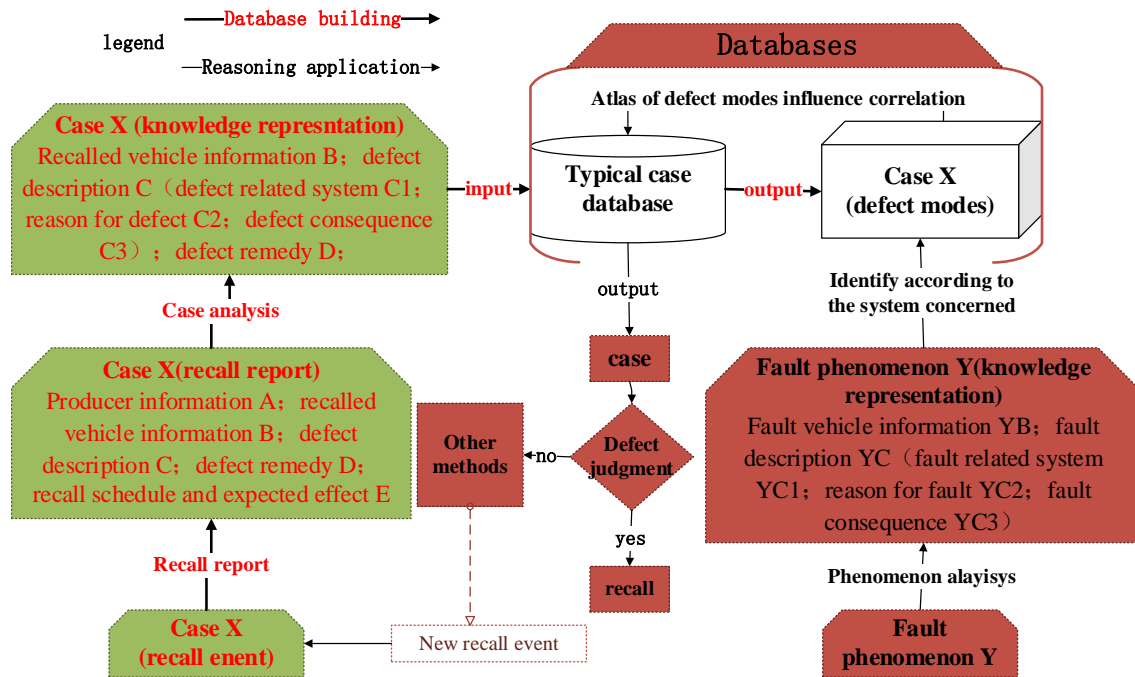 Database building
legend
Reasoning application
Databases
Atlas of defect modes influence correlation
Case X (knowledge represntation)
Recalled vehicle information B；defect
description C（defect related system C1；
reason for defect C2；defect consequence
C3）；defect remedy D；
input
Typical case
database
output
Case X
(defect modes)
Case analysis
output
Identify according to
the system concerned
case
Case X(recall report)
Producer information A；recalled
vehicle information B；defect
description C；defect remedy D；
recall schedule and expected effect E
Other
methods
no
Defect
judgment
yes
recall
Fault phenomenon Y(knowledge
representation)
Fault vehicle information YB；fault
description YC（fault related system
YC1；reason for fault YC2；fault
consequence YC3）
Recall report
Phenomenon alayisys
Case X
(recall enent)
New recall event
Fault
phenomenon Y